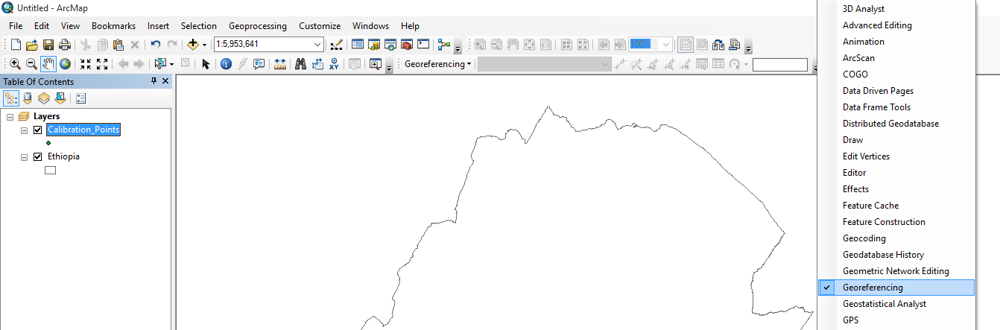 Untitled - ArcMap
File Edit View Bookmarks Insert Selection Geoprocessing Customize Windows Help
1:5,953,641
100%
Georeferencing
Table Of Contents
Layers
Calibration_Points
Ethiopia
3D Analyst
Advanced Editing
Animation
ArcScan
COGO
Data Driven Pages
Data Frame Tools
Distributed Geodatabase
Draw
Edit Vertices
Editor
Effects
Feature Cache
Feature Construction
Geocoding
Geodatabase History
Geometric Network Editing
Georeferencing
Geostatistical Analyst
GPS